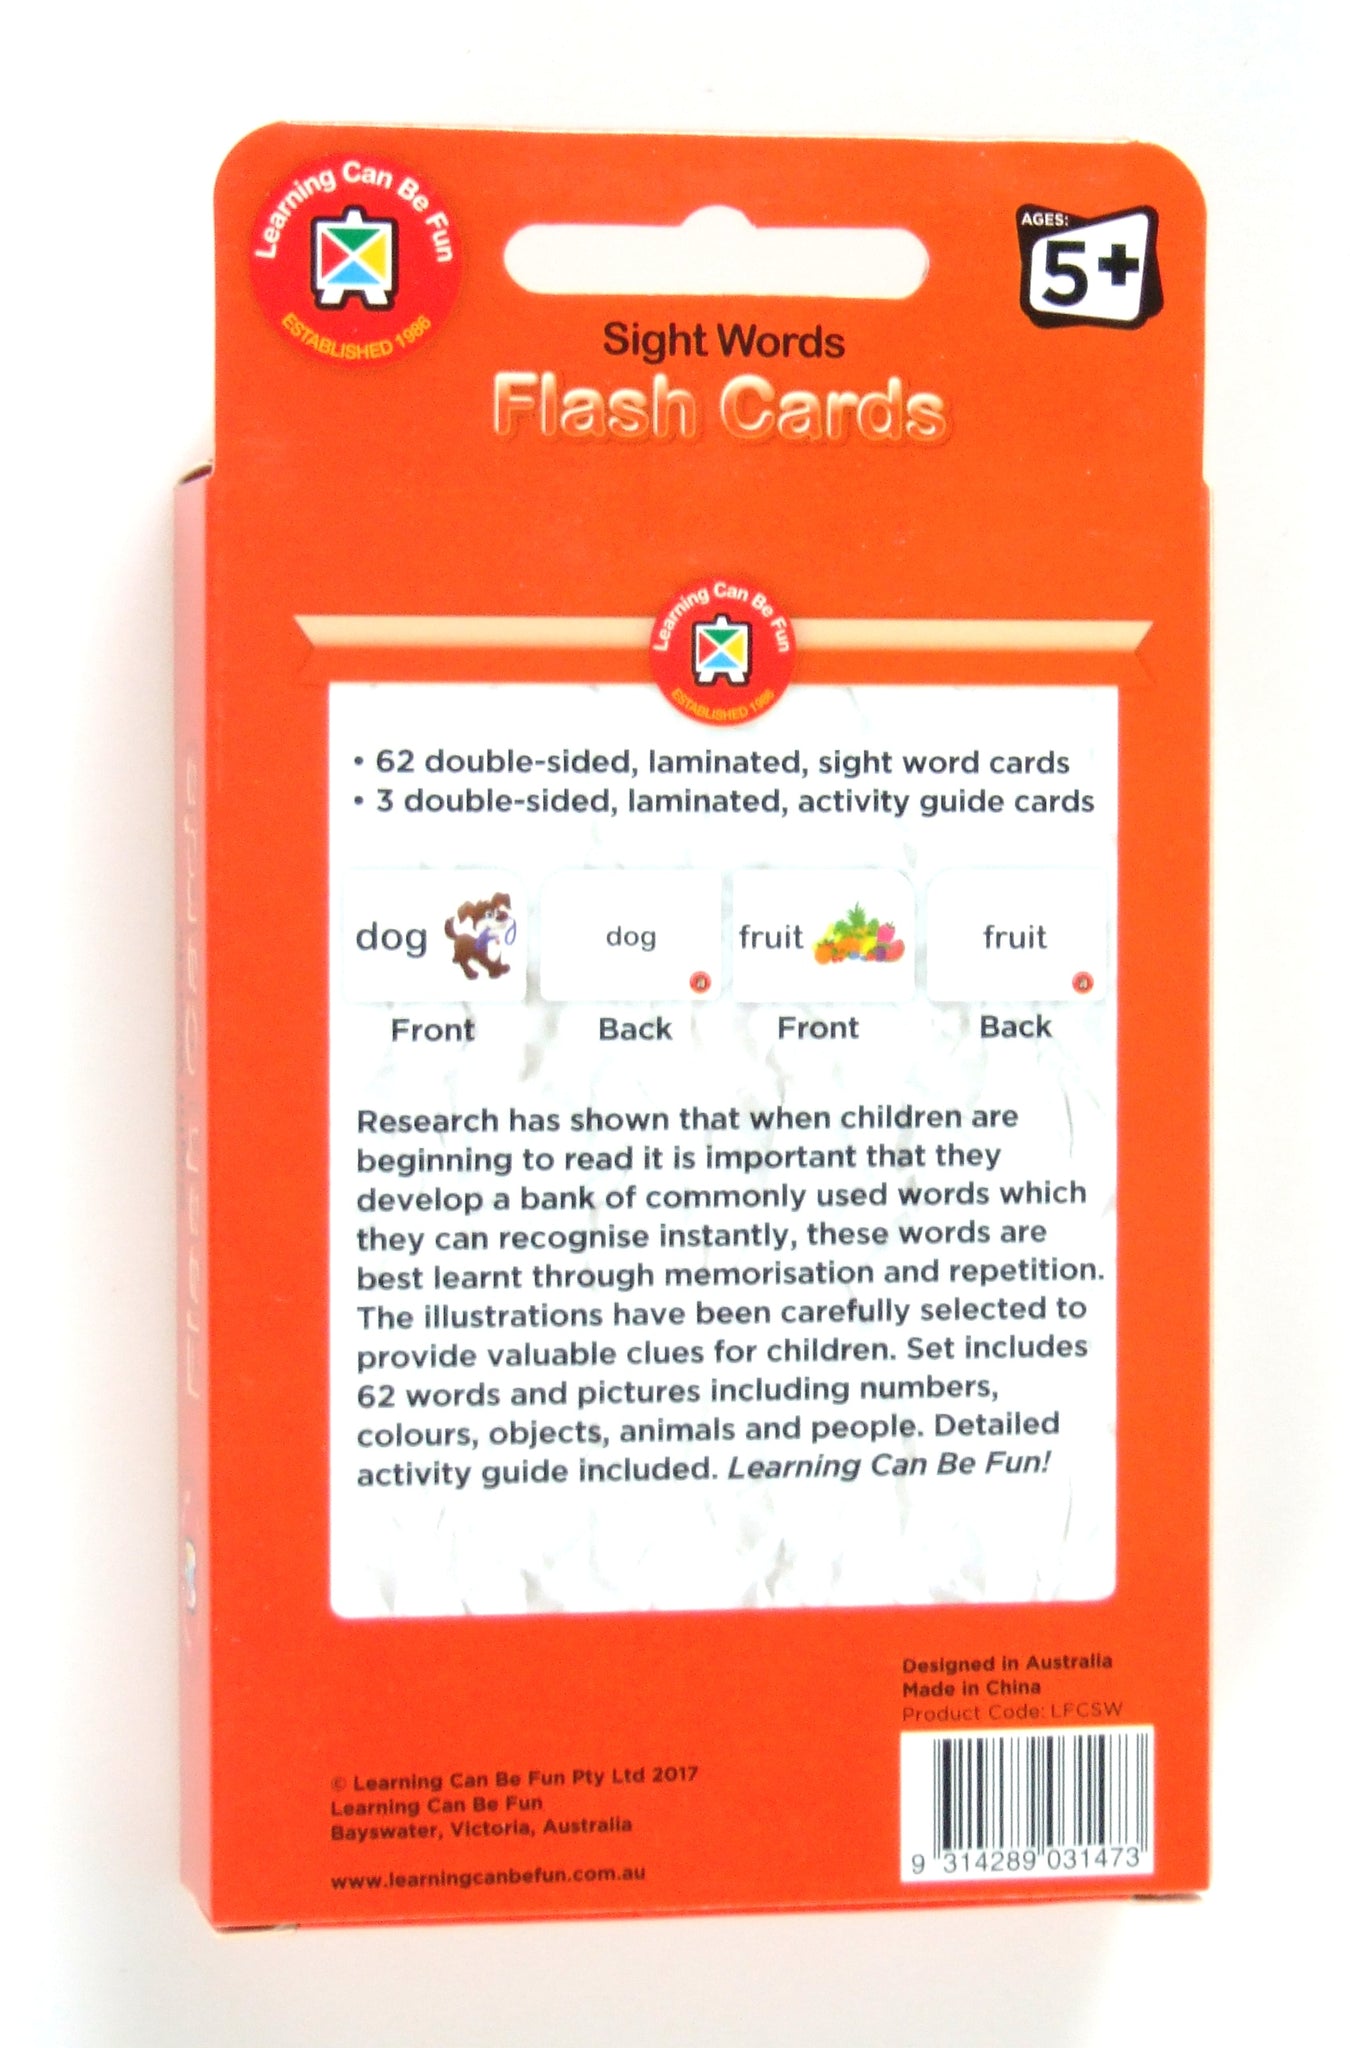 Learning Can Be Fun
ESTABLISHED 1986
AGES:
5+
Sight Words
Flash Cards
Learning Can Be Fun
ESTABLISHED 1986
• 62 double-sided, laminated, sight word cards
• 3 double-sided, laminated, activity guide cards
dog
dog
fruit
fruit
Front
Back
Front
Back
Research has shown that when children are
beginning to read it is important that they
develop a bank of commonly used words which
they can recognise instantly, these words are
best learnt through memorisation and repetition.
The illustrations have been carefully selected to
provide valuable clues for children. Set includes
62 words and pictures including numbers,
colours, objects, animals and people. Detailed
activity guide included. Learning Can Be Fun!
Designed in Australia
Made in China
Product Code: LFCSW
© Learning Can Be Fun Pty Ltd 2017
Learning Can Be Fun
Bayswater, Victoria, Australia
www.learningcanbefun.com.au
9 314289 031473